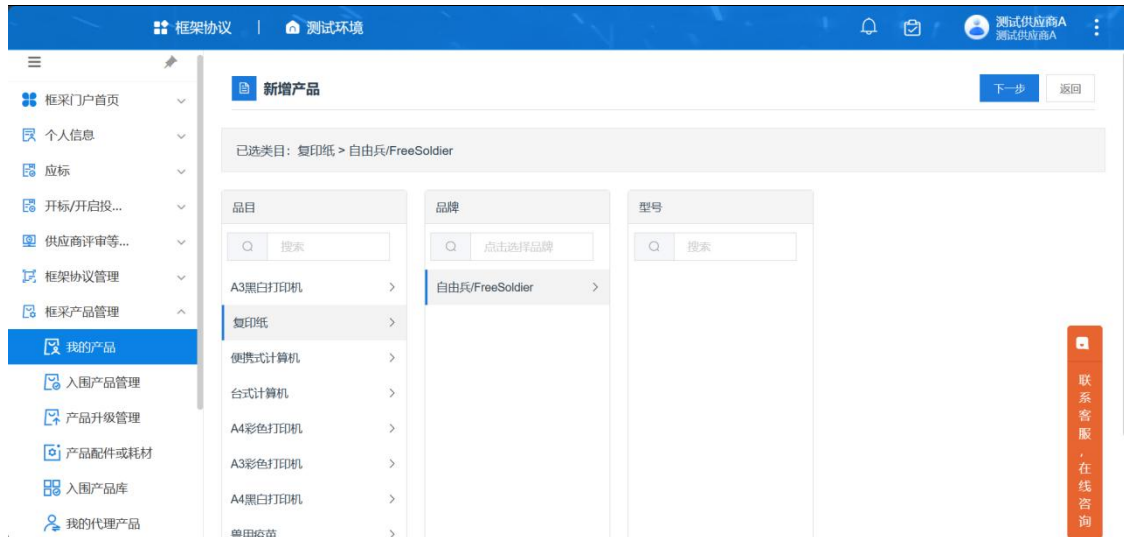 框架协议 | 测试环境
测试供应商A
测试供应商A
框采门户首页
个人信息
应标
开标/开启投...
供应商评审等...
框架协议管理
框采产品管理
我的产品
入围产品管理
产品升级管理
产品配件或耗材
入围产品库
我的代理产品
新增产品
下一步
返回
已选类目：复印纸 > 自由兵/FreeSoldier
品目
搜索
A3黑白打印机
复印纸
便携式计算机
台式计算机
A4彩色打印机
A3彩色打印机
A4黑白打印机
兽用疫苗
品牌
点击选择品牌
自由兵/FreeSoldier
型号
搜索
联系客服，在线咨询